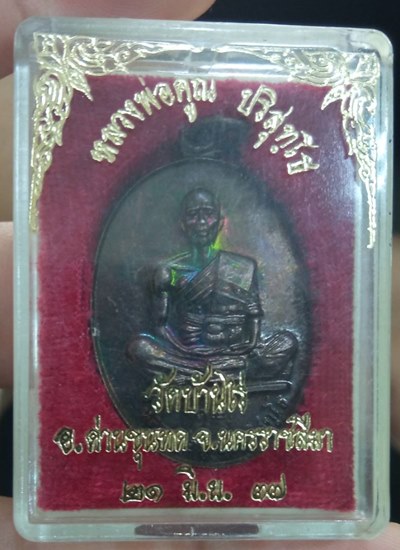 หลวงพ่อคูณ ปริสุทฺโธ
วัดบ้านไร่
อ.ด่านขุนทด จ.นครราชสีมา
๒๑ มิ.ย. ๓๗